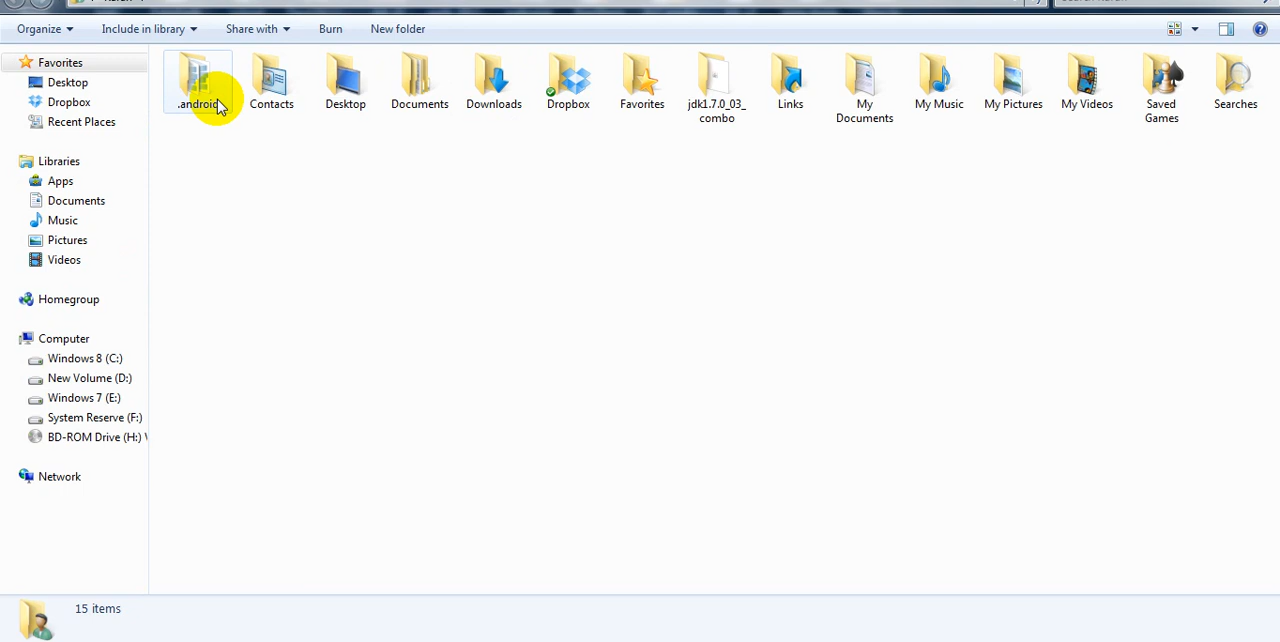 Organize
Include in library
Share with
Burn
New folder
Favorites
Desktop
Dropbox
Recent Places
Libraries
Apps
Documents
Music
Pictures
Videos
Homegroup
Computer
Windows 8 (C:)
New Volume (D:)
Windows 7 (E:)
System Reserve (F:)
BD-ROM Drive (H:)
Network
.android
Contacts
Desktop
Documents
Downloads
Dropbox
Favorites
jdk1.7.0_03_
combo
Links
My
Documents
My Music
My Pictures
My Videos
Saved
Games
Searches
15 items